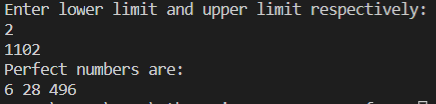 Enter lower limit and upper limit respectively:
2
1102
Perfect numbers are:
6 28 496